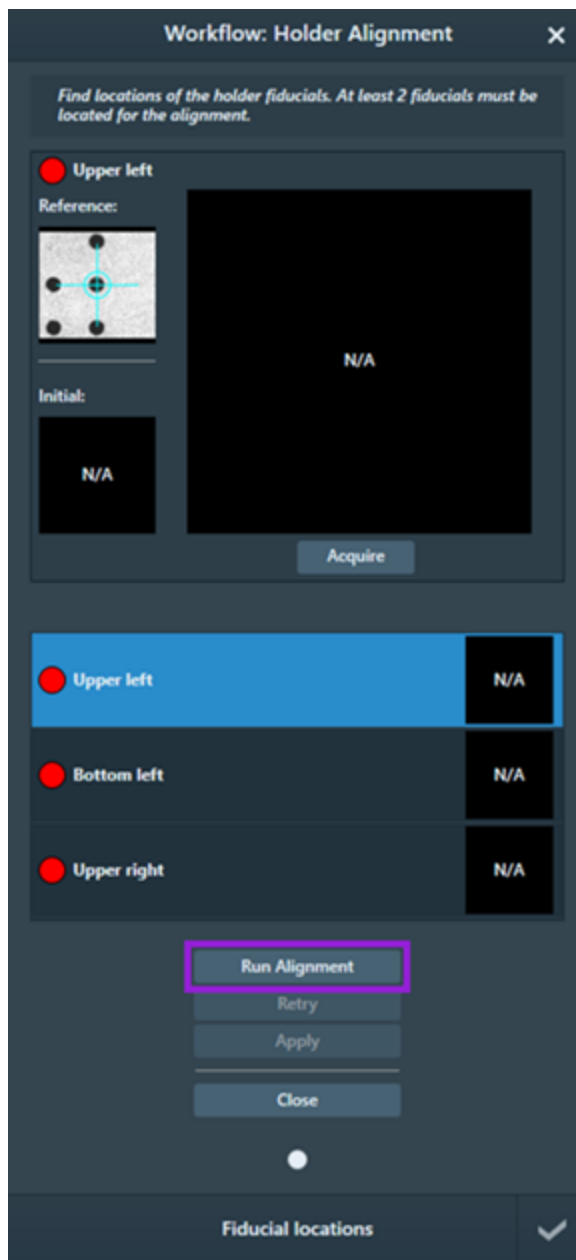 Workflow: Holder Alignment
Find locations of the holder fiducials. At least 2 fiducials must be
located for the alignment.
Upper left
Reference:
N/A
Initial:
N/A
Acquire
Upper left N/A
Bottom left N/A
Upper right N/A
Run Alignment
Retry
Apply
Close
Fiducial locations